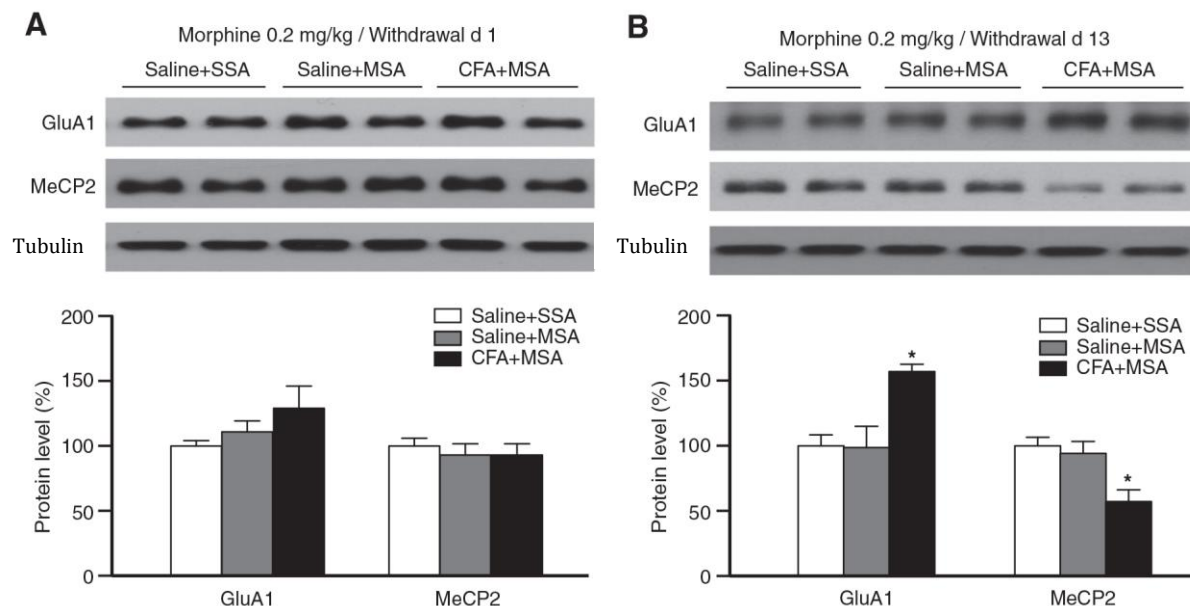 A
Morphine 0.2 mg/kg / Withdrawal d 1
Saline+SSA Saline+MSA CFA+MSA
GluA1
MeCP2
Tubulin
200
150
100
50
0
Protein level (%)
Saline+SSA
Saline+MSA
CFA+MSA
GluA1 MeCP2
B
Morphine 0.2 mg/kg / Withdrawal d 13
Saline+SSA Saline+MSA CFA+MSA
GluA1
MeCP2
Tubulin
200
150
100
50
0
Protein level (%)
Saline+SSA
Saline+MSA
CFA+MSA
*
*
GluA1 MeCP2